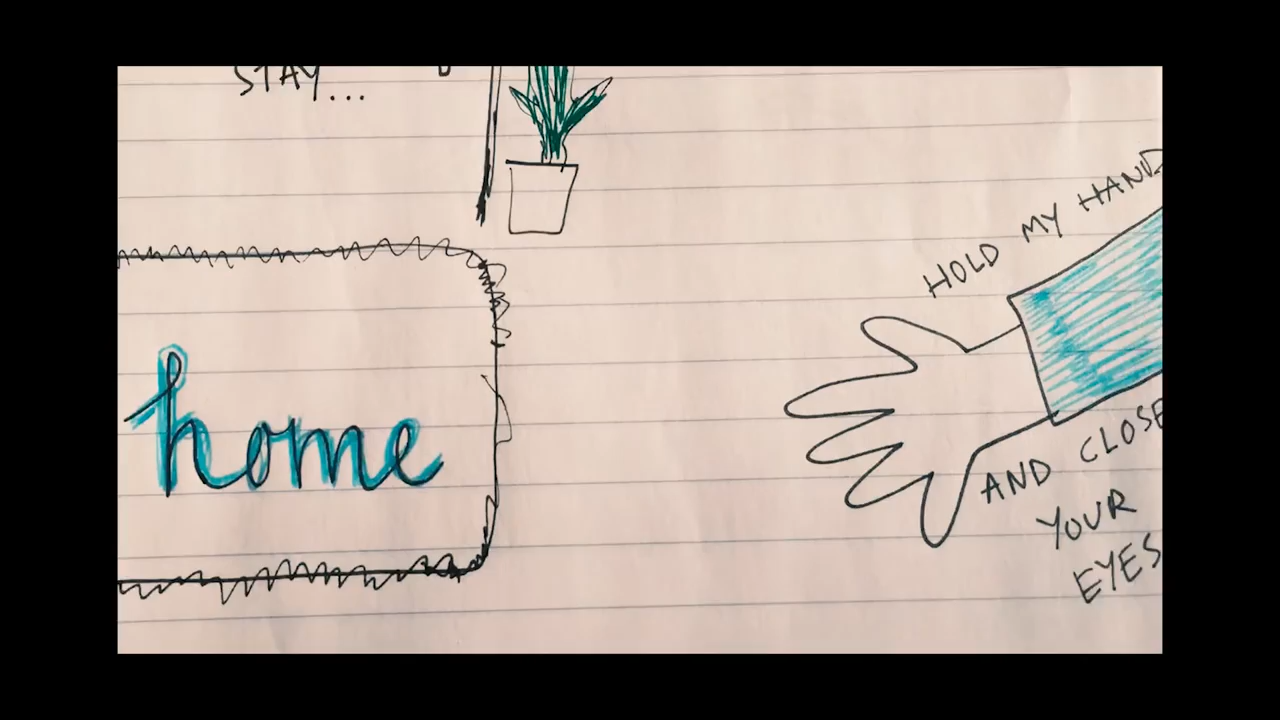 STAY...
home
HOLD MY HAND
AND CLOSE
YOUR
EYES